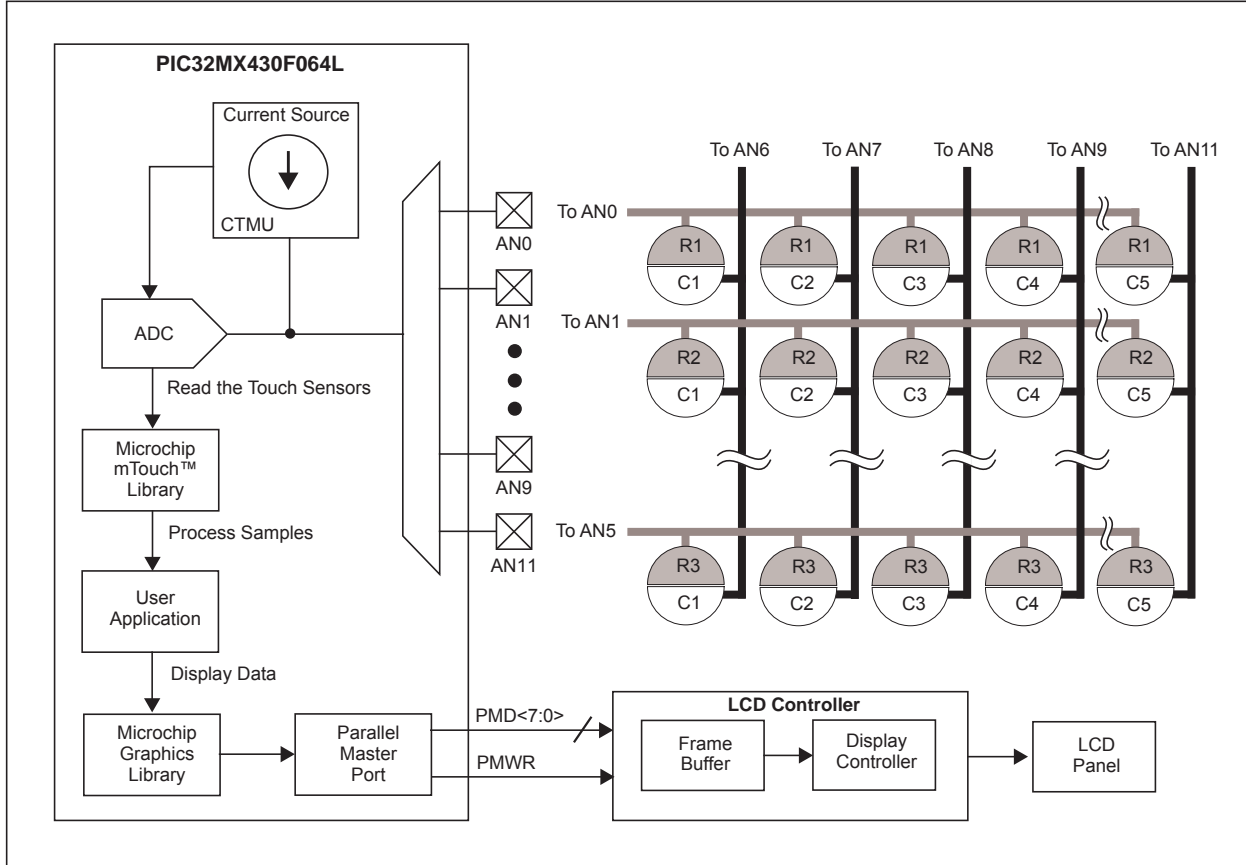 PIC32MX430F064L
Current Source
CTMU
ADC
Read the Touch Sensors
Microchip
mTouch™
Library
Process Samples
User
Application
Display Data
Microchip
Graphics
Library
Parallel
Master
Port
AN0
AN1
AN9
AN11
To AN6
To AN7
To AN8
To AN9
To AN11
To AN0
R1
R1
R1
R1
R1
C1
C2
C3
C4
C5
To AN1
R2
R2
R2
R2
R2
C1
C2
C3
C4
C5
To AN5
R3
R3
R3
R3
R3
C1
C2
C3
C4
C5
PMD<7:0>
PMWR
LCD Controller
Frame
Buffer
Display
Controller
LCD
Panel